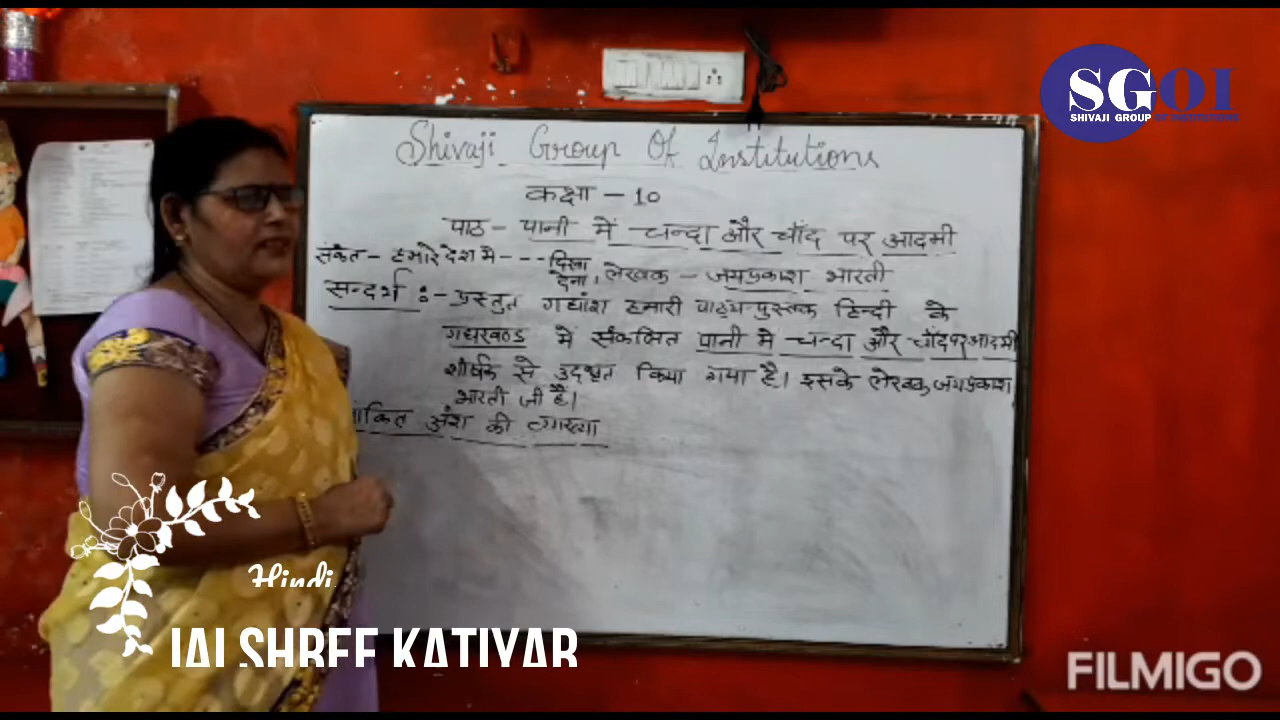 SGOI
SHIVAJI GROUP OF INSTITUTIONS
Shivaji Group Of Institutions
कक्षा - 10
पाठ - पानी में चन्दा और चाँद पर आदमी
संकेत - हमारे देश में - - - दिखा देना, लेखक - जयप्रकाश भारती
सन्दर्भ :- प्रस्तुत गद्यांश हमारी पाठ्य-पुस्तक हिन्दी के
गद्यखण्ड में संकलित पानी मे चन्दा और चाँद पर आदमी
शीर्षक से उद्धृत किया गया है। इसके लेखक जयप्रकाश
भारती जी हैं।
अंश की व्याख्या
Hindi
JAI SHREE KATIYAR
FILMIGO